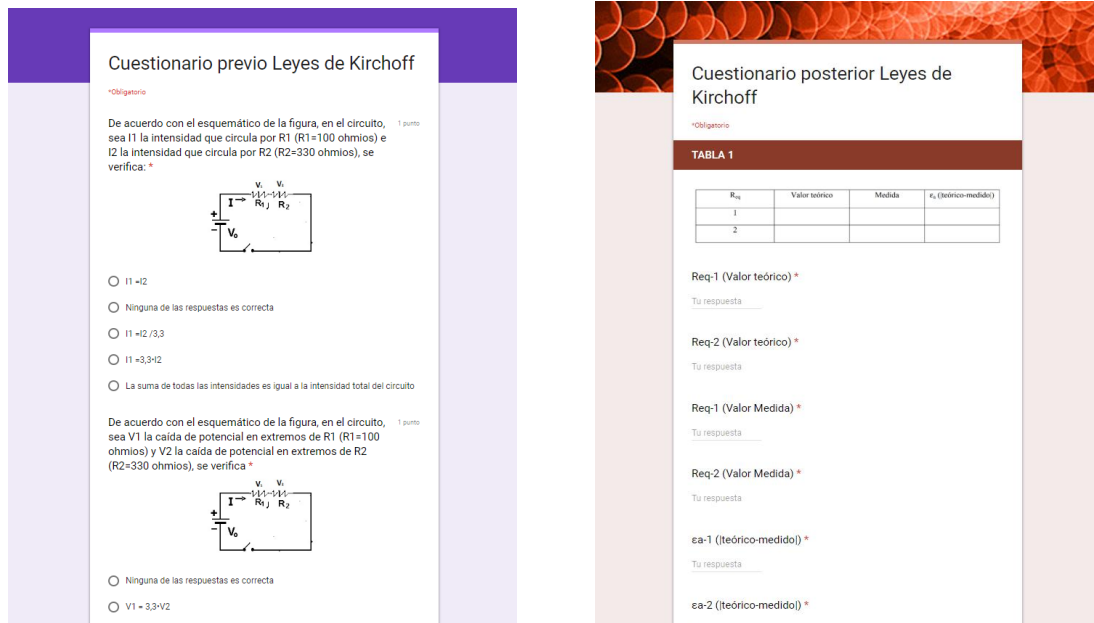 Cuestionario previo Leyes de Kirchoff
*Obligatorio
De acuerdo con el esquemático de la figura, en el circuito, 1 punto
sea I1 la intensidad que circula por R1 (R1=100 ohmios) e
I2 la intensidad que circula por R2 (R2=330 ohmios), se
verifica: *
V₁ V₁
I R₁ R₂
+
- V₀
I1 =I2
Ninguna de las respuestas es correcta
I1 =I2 /3,3
I1 =3,3•I2
La suma de todas las intensidades es igual a la intensidad total del circuito
De acuerdo con el esquemático de la figura, en el circuito, 1 punto
sea V1 la caída de potencial en extremos de R1 (R1=100
ohmios) y V2 la caída de potencial en extremos de R2
(R2=330 ohmios), se verifica *
V₁ V₁
I R₁ R₂
+
- V₀
Ninguna de las respuestas es correcta
V1 = 3,3•V2
Cuestionario posterior Leyes de
Kirchoff
*Obligatorio
TABLA 1
Req Valor teórico Medida εa (|teórico-medido|)
1
2
Req-1 (Valor teórico) *
Tu respuesta
Req-2 (Valor teórico) *
Tu respuesta
Req-1 (Valor Medida) *
Tu respuesta
Req-2 (Valor Medida) *
Tu respuesta
εa-1 (|teórico-medido|) *
Tu respuesta
εa-2 (|teórico-medido|) *